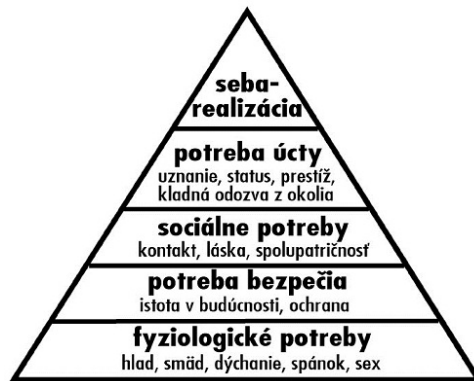 seba-
realizácia
potreba úcty
uznanie, status, prestíž,
kladná odozva z okolia
sociálne potreby
kontakt, láska, spolupatričnosť
potreba bezpečia
istota v budúcnosti, ochrana
fyziologické potreby
hlad, smäd, dýchanie, spánok, sex